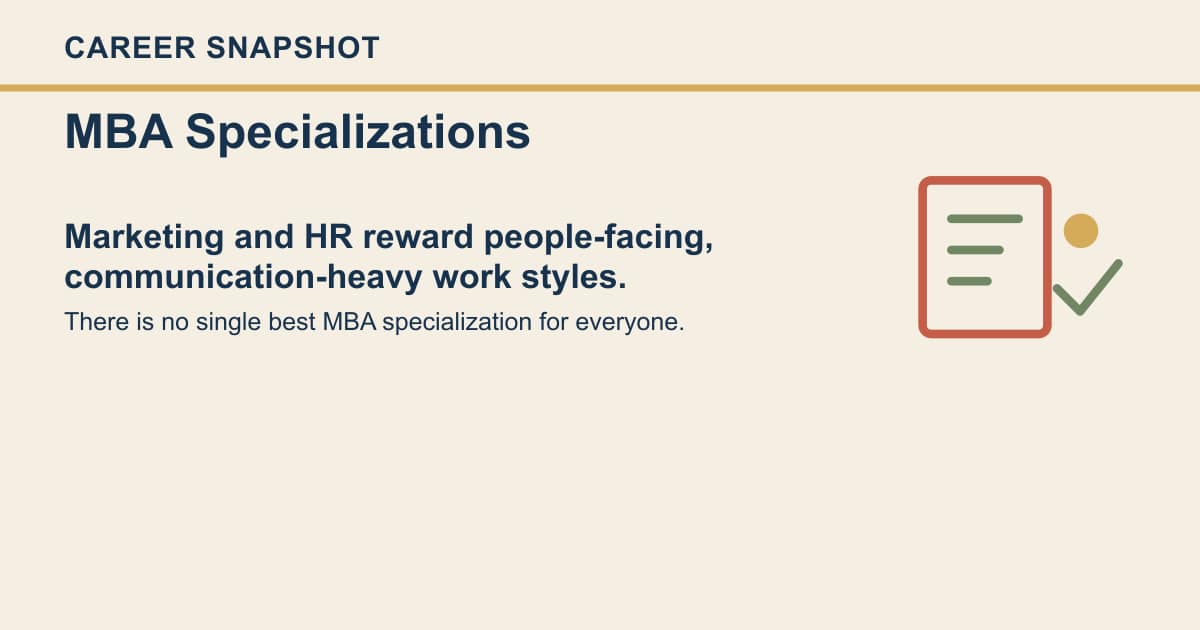 CAREER SNAPSHOT
MBA Specializations
Marketing and HR reward people-facing,
communication-heavy work styles.
There is no single best MBA specialization for everyone.